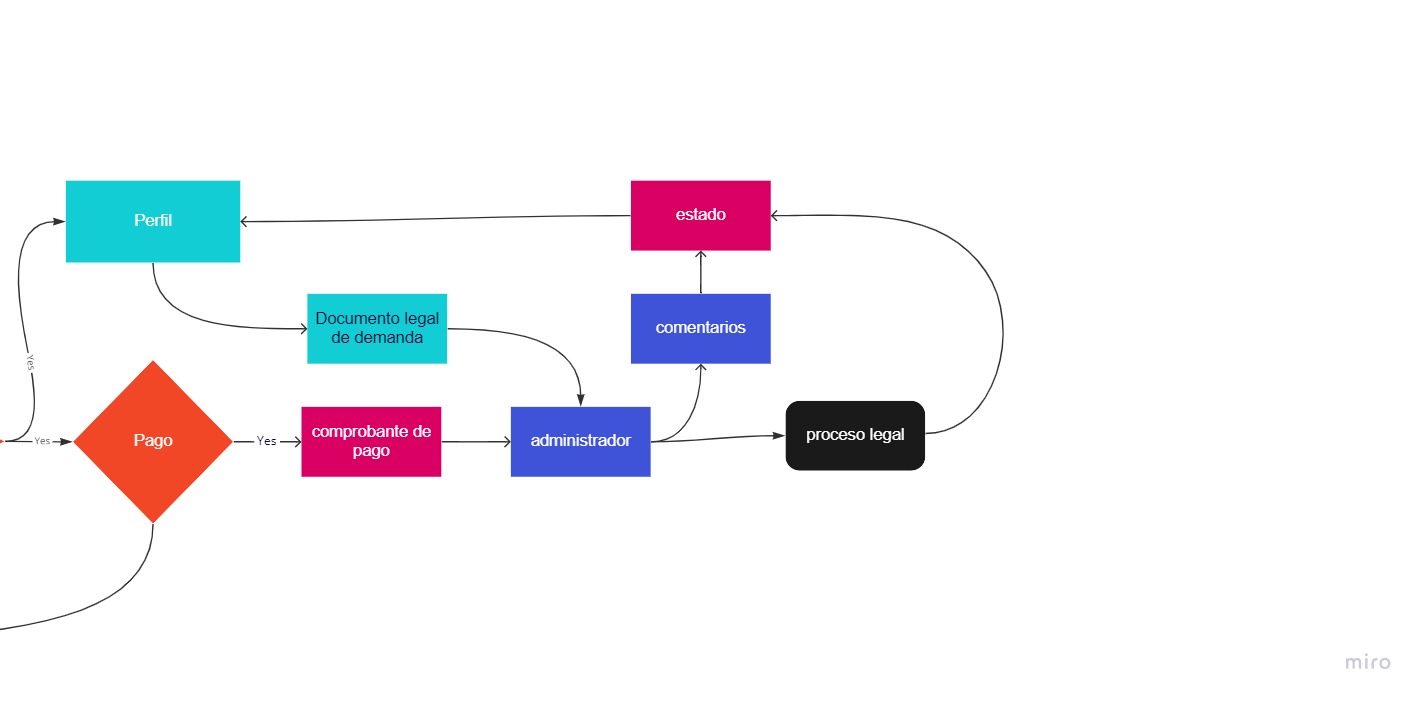 Perfil
estado
Documento legal
de demanda
comentarios
Yes
Yes
Pago
Yes
comprobante de
pago
administrador
proceso legal
miro